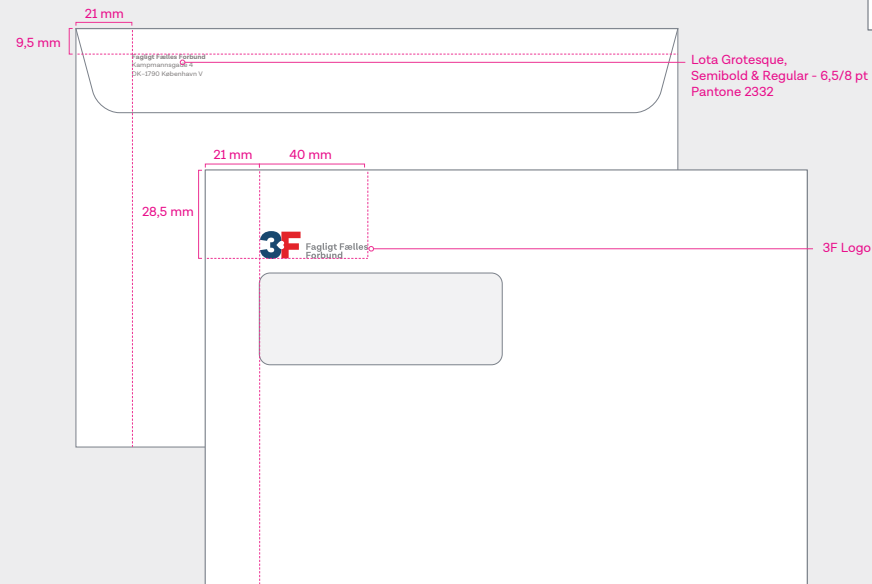 21 mm
9,5 mm
Fagligt Fælles Forbund
Kampmannsgade 4
DK-1790 København V
Lota Grotesque,
Semibold & Regular - 6,5/8 pt
Pantone 2332
21 mm
40 mm
28,5 mm
3F
Fagligt Fælles
Forbund
3F Logo